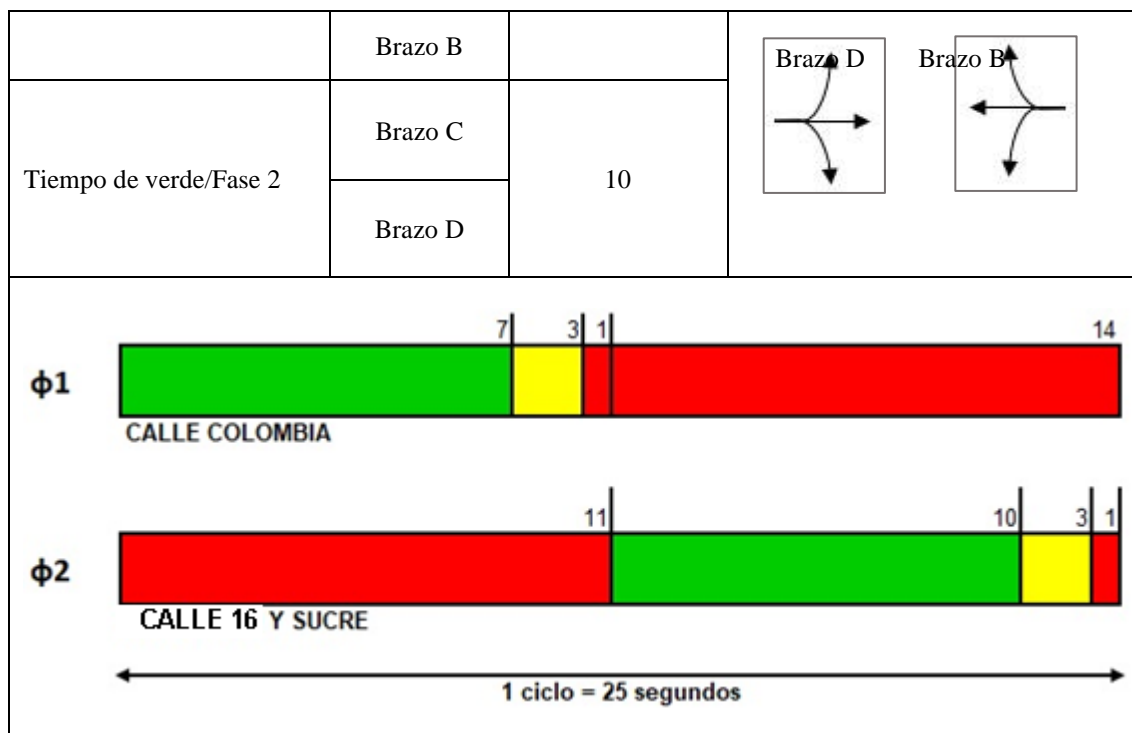 Brazo B
Brazo D Brazo B
Brazo C
Tiempo de verde/Fase 2
10
Brazo D
7 3 1 14
ϕ1
CALLE COLOMBIA
11 10 3 1
ϕ2
CALLE 16 Y SUCRE
1 ciclo = 25 segundos